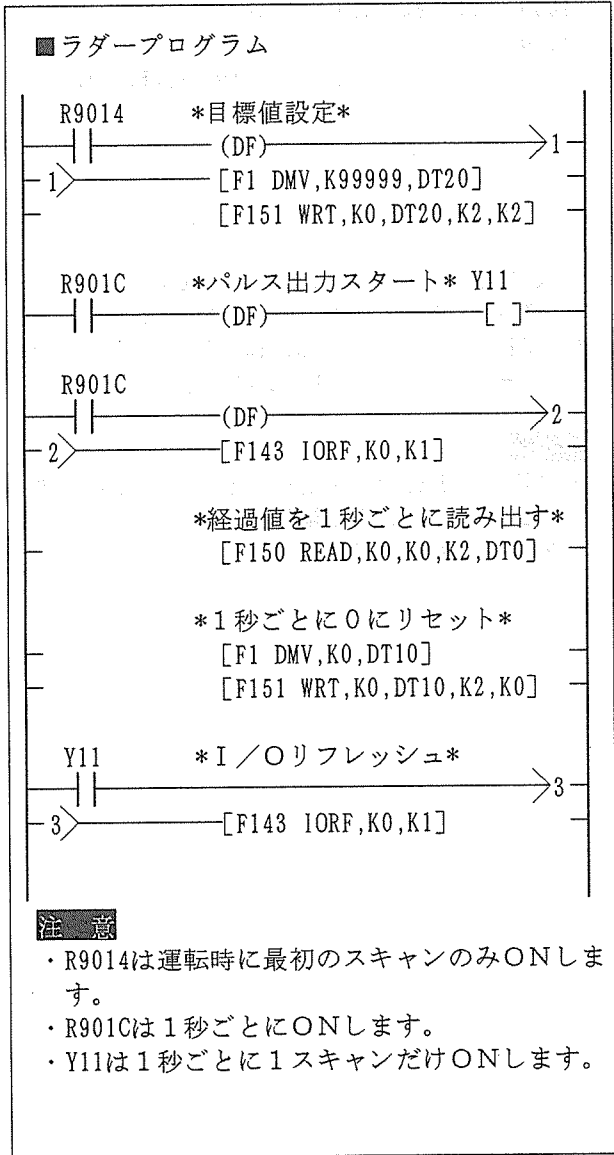 ■ラダープログラム
R9014 *目標値設定*
(DF) 1
1 [F1 DMV,K99999,DT20]
[F151 WRT,K0,DT20,K2,K2]
R901C *パルス出力スタート* Y11
(DF) [ ]
R901C
(DF) 2
2 [F143 IORF,K0,K1]
*経過値を1秒ごとに読み出す*
[F150 READ,K0,K0,K2,DT0]
*1秒ごとに0にリセット*
[F1 DMV,K0,DT10]
[F151 WRT,K0,DT10,K2,K0]
Y11 *I/Oリフレッシュ*
3
3 [F143 IORF,K0,K1]
注 意
・R9014は運転時に最初のスキャンのみONしま
す。
・R901Cは1秒ごとにONします。
・Y11は1秒ごとに1スキャンだけONします。